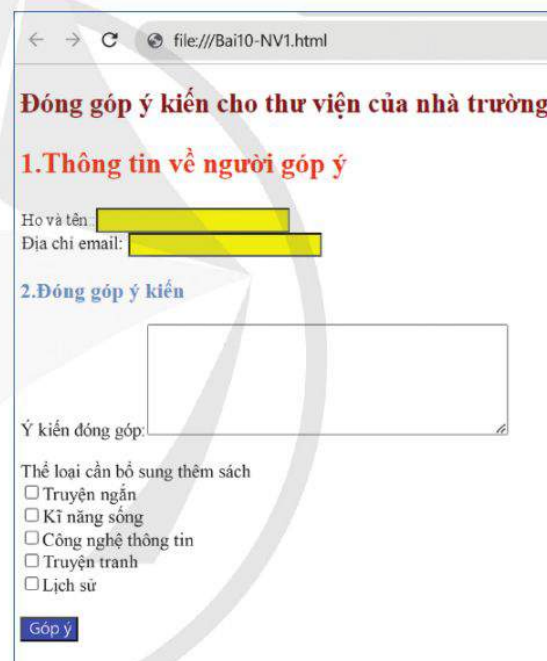 file:///Bai10-NV1.html
Đóng góp ý kiến cho thư viện của nhà trường
1.Thông tin về người góp ý
Họ và tên:
Địa chỉ email:
2.Đóng góp ý kiến
Ý kiến đóng góp:
Thể loại cần bổ sung thêm sách
Truyện ngắn
Kĩ năng sống
Công nghệ thông tin
Truyện tranh
Lịch sử
Góp ý